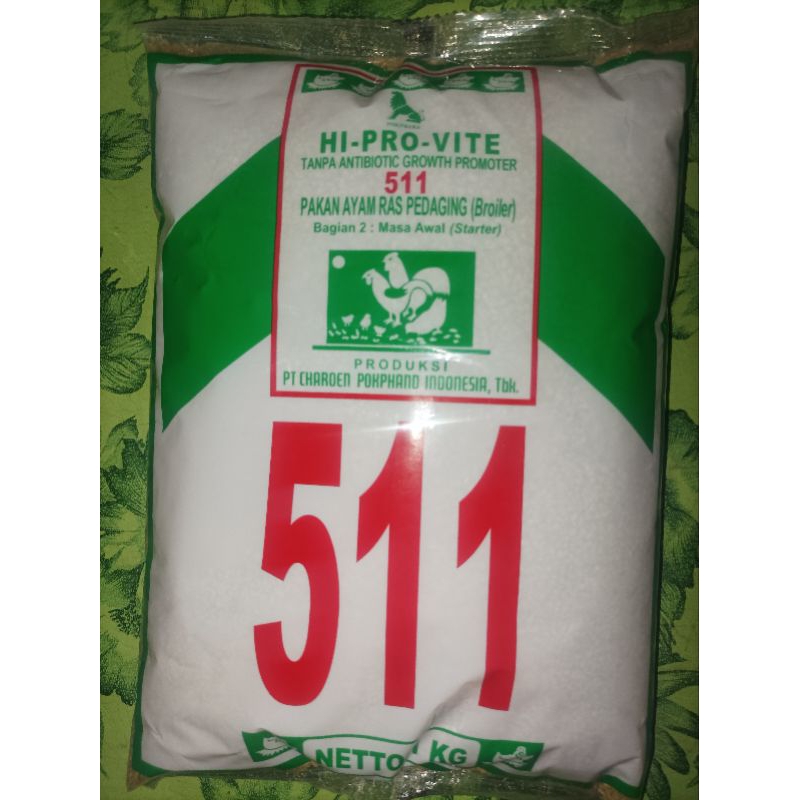 HI-PRO-VITE
TANPA ANTIBIOTIC GROWTH PROMOTER
511
PAKAN AYAM RAS PEDAGING (Broiler)
Bagian 2 : Masa Awal (Starter)
PRODUKSI
PT CHAROEN POKPHAND INDONESIA, Tbk.
511
NETTO KG